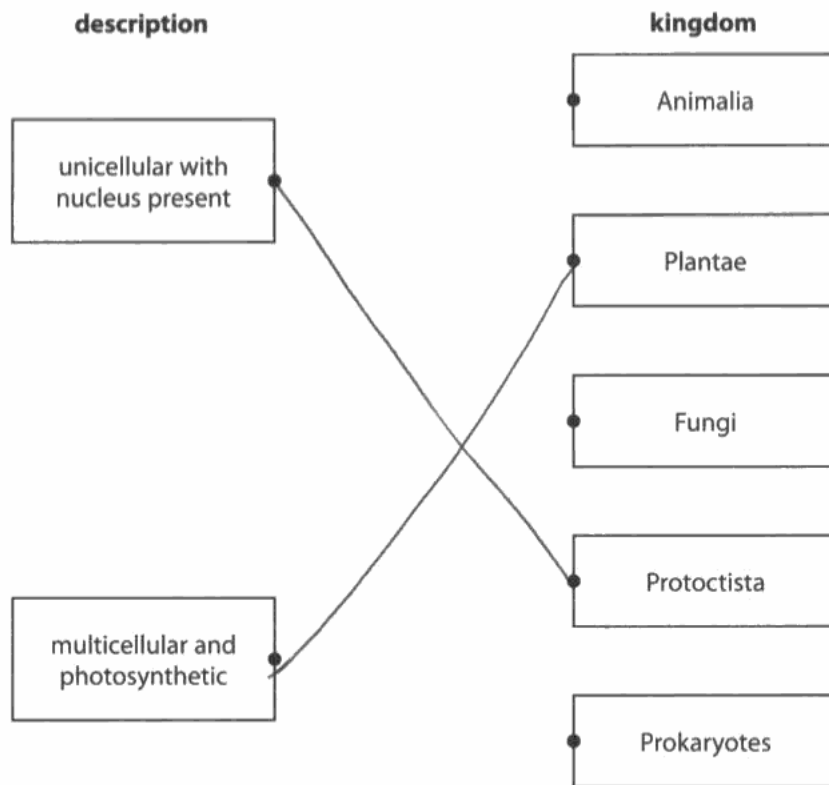 description
kingdom
Animalia
unicellular with
nucleus present
Plantae
Fungi
Protoctista
multicellular and
photosynthetic
Prokaryotes